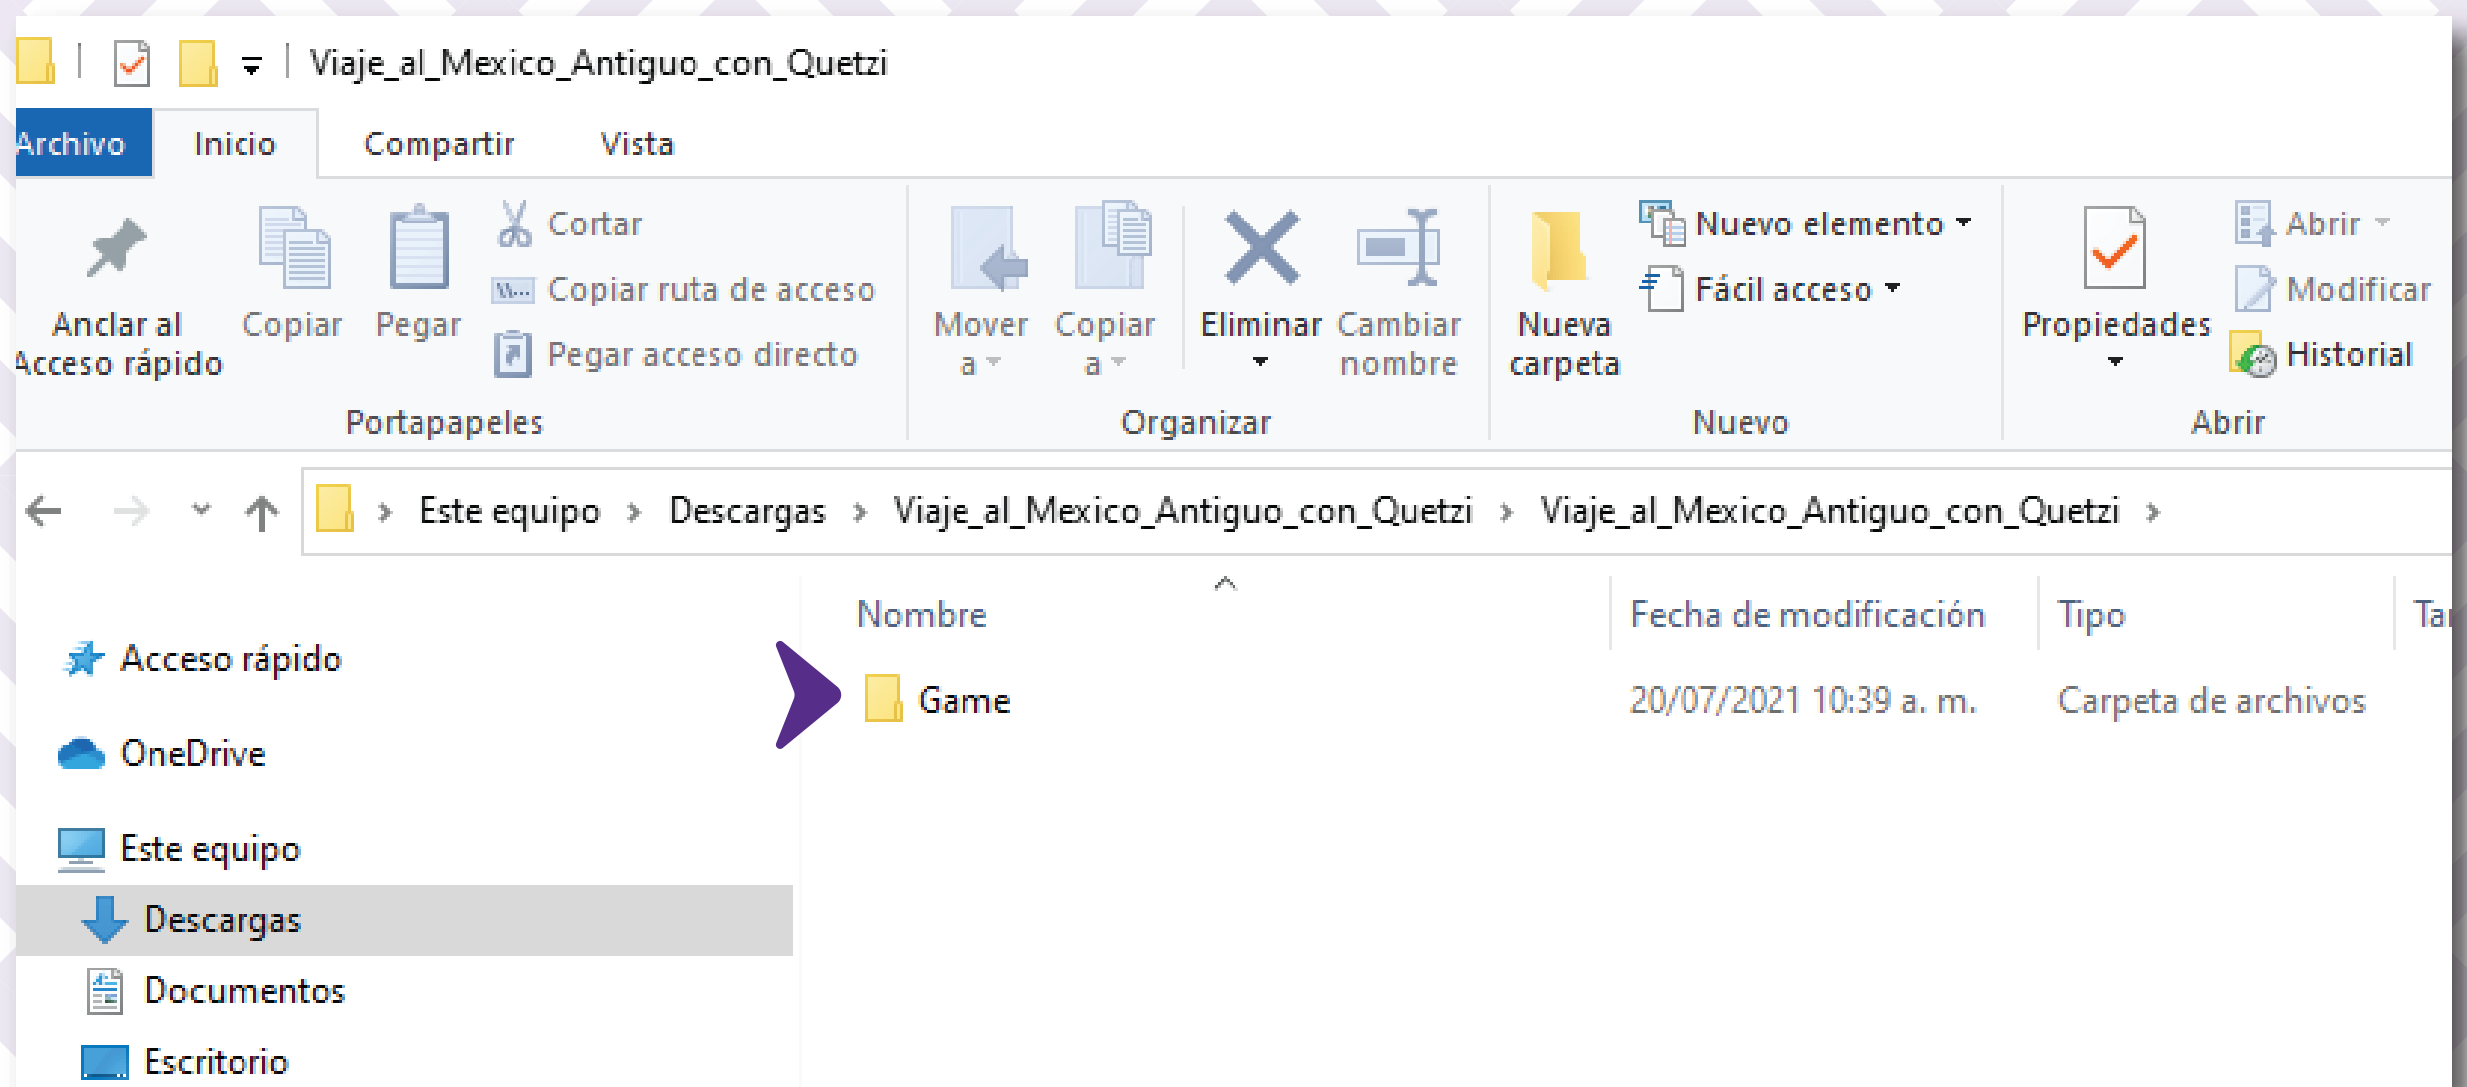 Viaje_al_Mexico_Antiguo_con_Quetzi
Archivo Inicio Compartir Vista
Anclar al Acceso rápido
Copiar
Pegar
Cortar
Copiar ruta de acceso
Pegar acceso directo
Portapapeles
Mover a
Copiar a
Eliminar
Cambiar nombre
Organizar
Nueva carpeta
Nuevo elemento
Fácil acceso
Nuevo
Propiedades
Abrir
Modificar
Historial
Abrir
Este equipo > Descargas > Viaje_al_Mexico_Antiguo_con_Quetzi > Viaje_al_Mexico_Antiguo_con_Quetzi >
Nombre Fecha de modificación Tipo
Game 20/07/2021 10:39 a. m. Carpeta de archivos
Acceso rápido
OneDrive
Este equipo
Descargas
Documentos
Escritorio